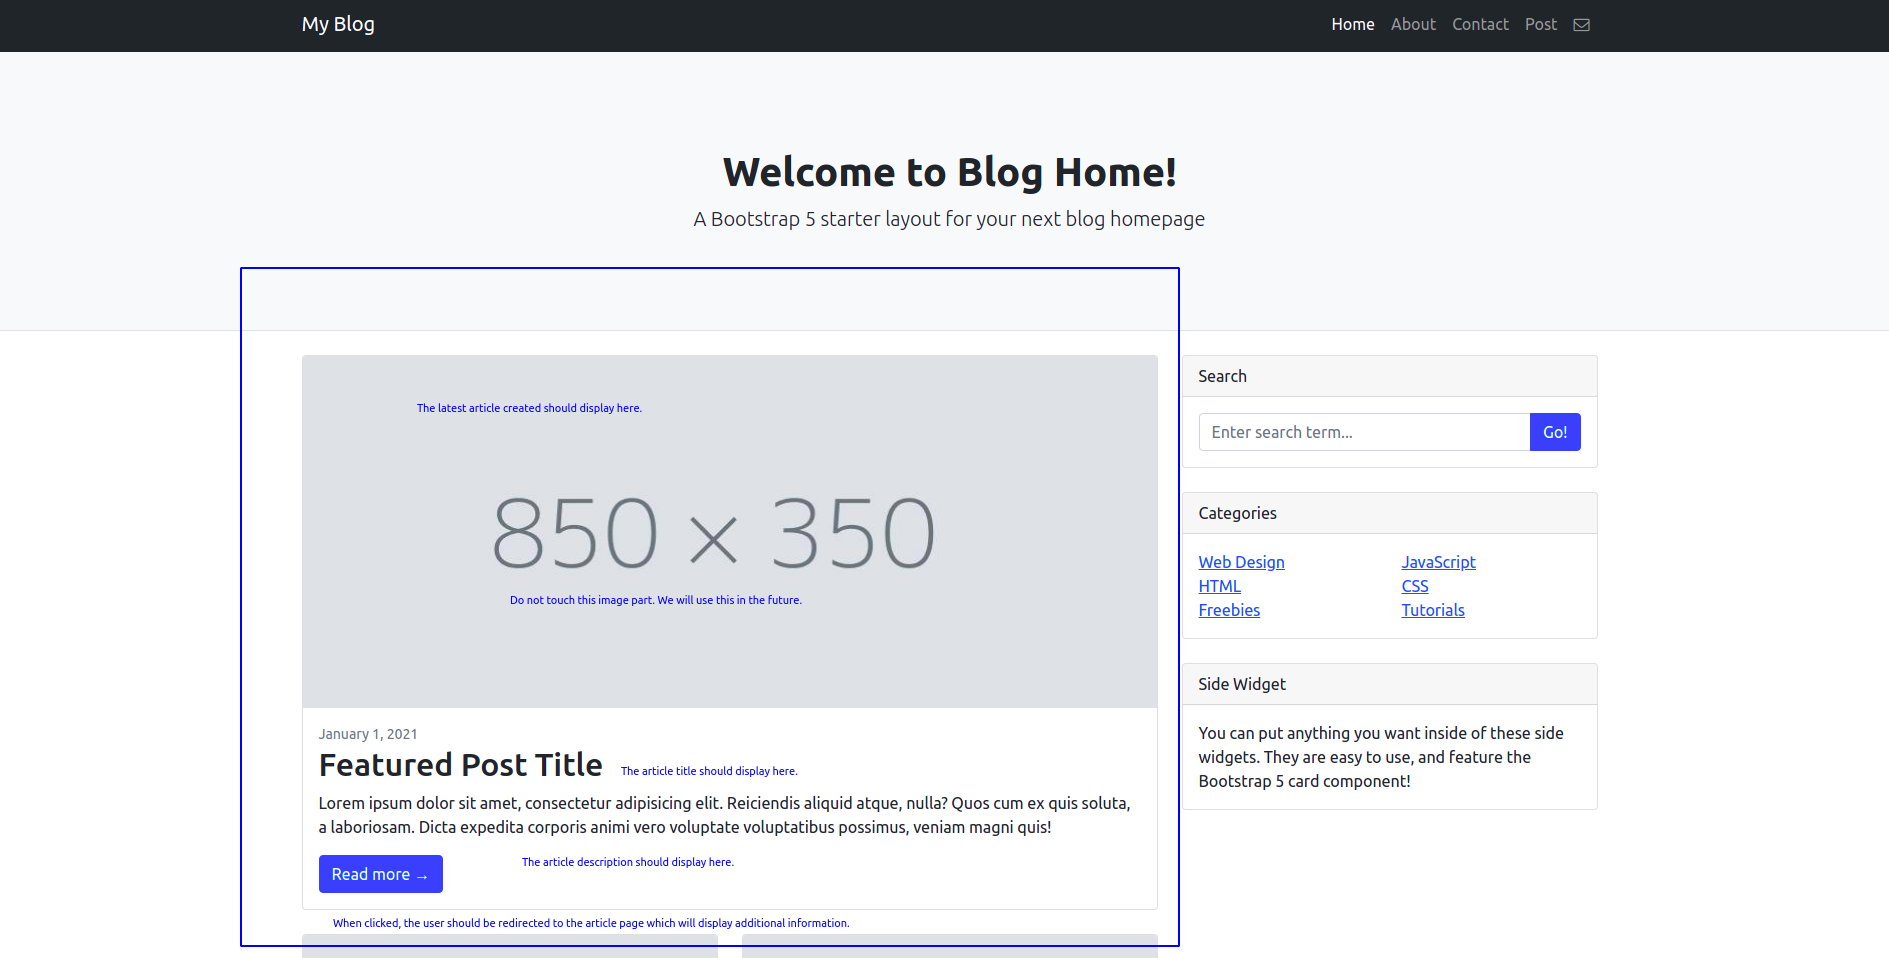 My Blog
Home About Contact Post
Welcome to Blog Home!
A Bootstrap 5 starter layout for your next blog homepage
The latest article created should display here.
850 × 350
Do not touch this image part. We will use this in the future.
January 1, 2021
Featured Post Title
The article title should display here.
Lorem ipsum dolor sit amet, consectetur adipisicing elit. Reiciendis aliquid atque, nulla? Quos cum ex quis soluta,
a laboriosam. Dicta expedita corporis animi vero voluptate voluptatibus possimus, veniam magni quis!
The article description should display here.
Read more →
When clicked, the user should be redirected to the article page which will display additional information.
Search
Enter search term...
Go!
Categories
Web Design
HTML
Freebies
JavaScript
CSS
Tutorials
Side Widget
You can put anything you want inside of these side
widgets. They are easy to use, and feature the
Bootstrap 5 card component!